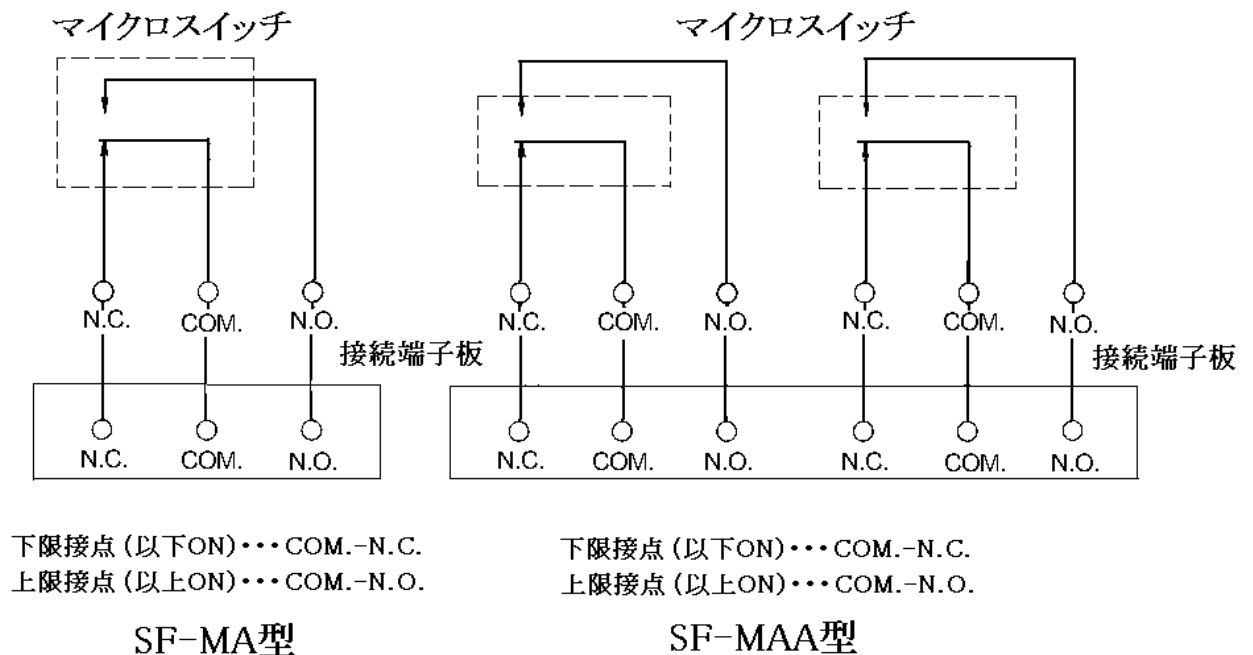 マイクロスイッチ
マイクロスイッチ
N.C. COM. N.O.
N.C. COM. N.O. N.C. COM. N.O.
接続端子板
接続端子板
N.C. COM. N.O.
N.C. COM. N.O. N.C. COM. N.O.
下限接点(以下ON)・・・COM.-N.C.
上限接点(以上ON)・・・COM.-N.O.
SF-MA型
下限接点(以下ON)・・・COM.-N.C.
上限接点(以上ON)・・・COM.-N.O.
SF-MAA型